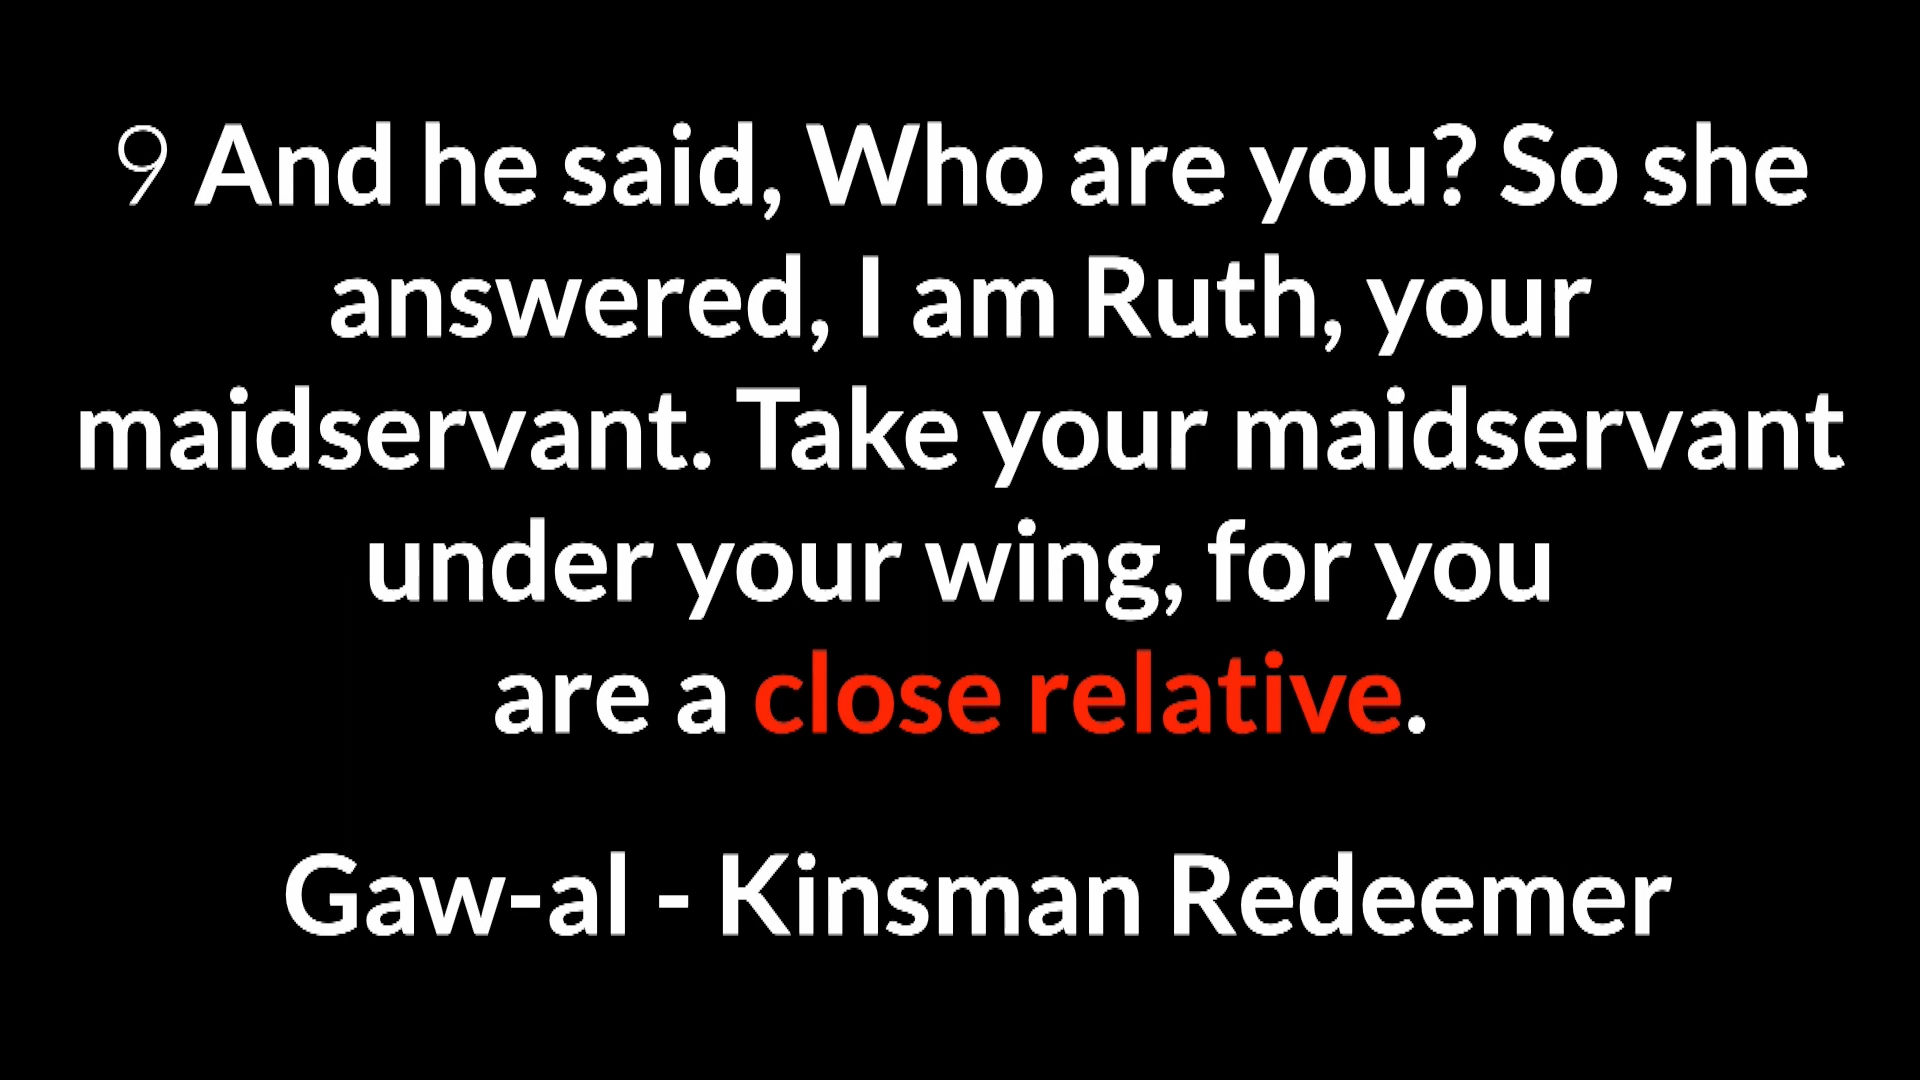 9 And he said, Who are you? So she
answered, I am Ruth, your
maidservant. Take your maidservant
under your wing, for you
are a close relative.
Gaw-al - Kinsman Redeemer